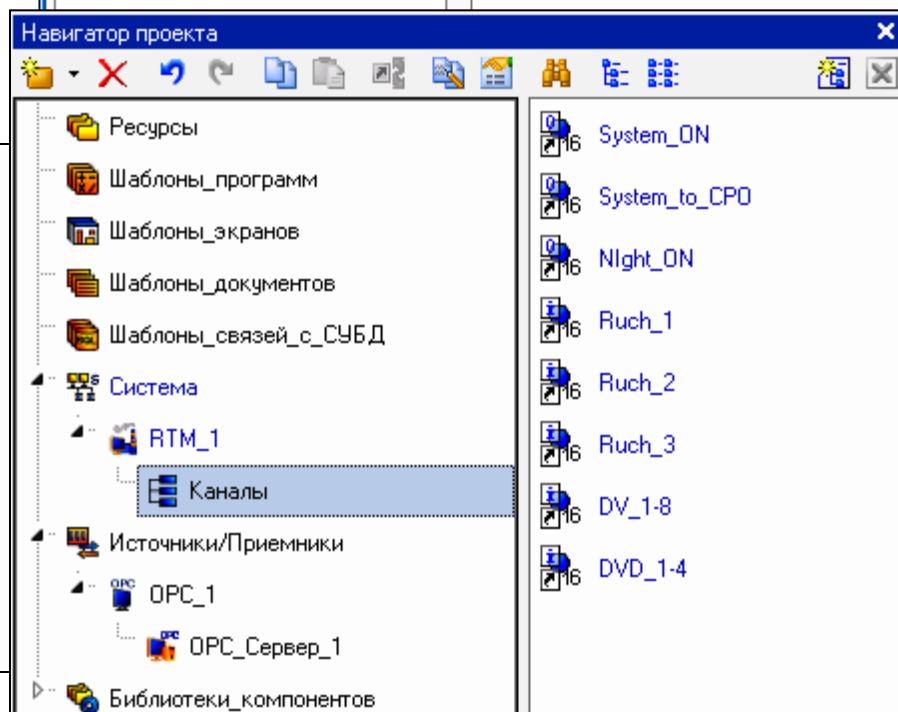 Навигатор проекта
Ресурсы
Шаблоны_программ
Шаблоны_экранов
Шаблоны_документов
Шаблоны_связей_с_СУБД
Система
RTM_1
Каналы
Источники/Приемники
OPC_1
OPC_Сервер_1
Библиотеки_компонентов
System_ON
System_to_CPO
NIght_ON
Ruch_1
Ruch_2
Ruch_3
DV_1-8
DVD_1-4